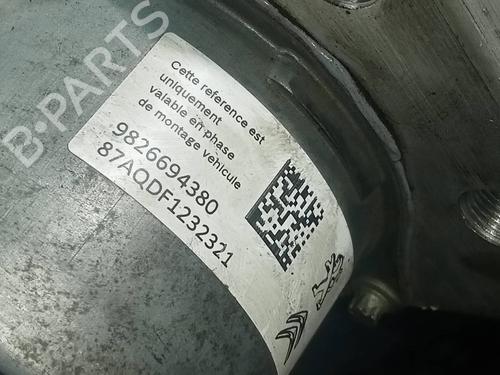 B-PARTS
Cette reference est
uniquement
valable en phase
de montage vehicule
9826694380
87AQDF1232321